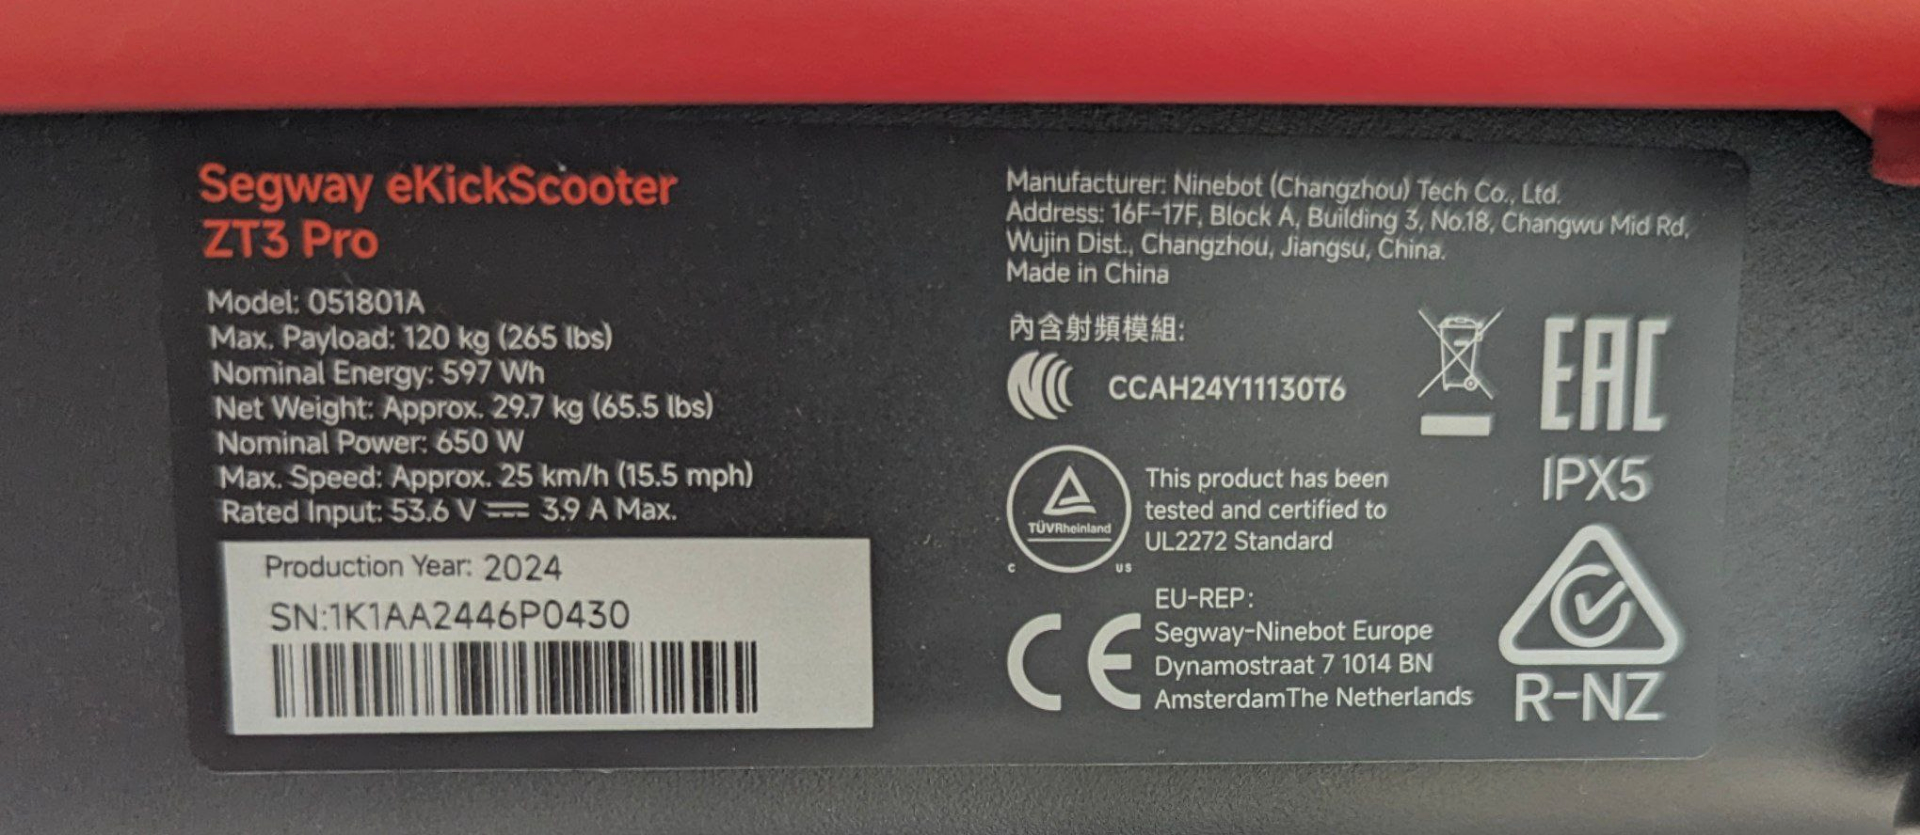 Segway eKickScooter
ZT3 Pro
Model: 051801A
Max. Payload: 120 kg (265 lbs)
Nominal Energy: 597 Wh
Net Weight: Approx. 29.7 kg (65.5 lbs)
Nominal Power: 650 W
Max. Speed: Approx. 25 km/h (15.5 mph)
Rated Input: 53.6 V ⎓ 3.9 A Max.
Production Year: 2024
SN:1K1AA2446P0430
Manufacturer: Ninebot (Changzhou) Tech Co., Ltd.
Address: 16F-17F, Block A, Building 3, No.18, Changwu Mid Rd,
Wujin Dist., Changzhou, Jiangsu, China.
Made in China
內含射頻模組:
CCAH24Y11130T6
EAC
IPX5
TÜVRheinland
C US
This product has been
tested and certified to
UL2272 Standard
CE
EU-REP:
Segway-Ninebot Europe
Dynamostraat 7 1014 BN
AmsterdamThe Netherlands
R-NZ